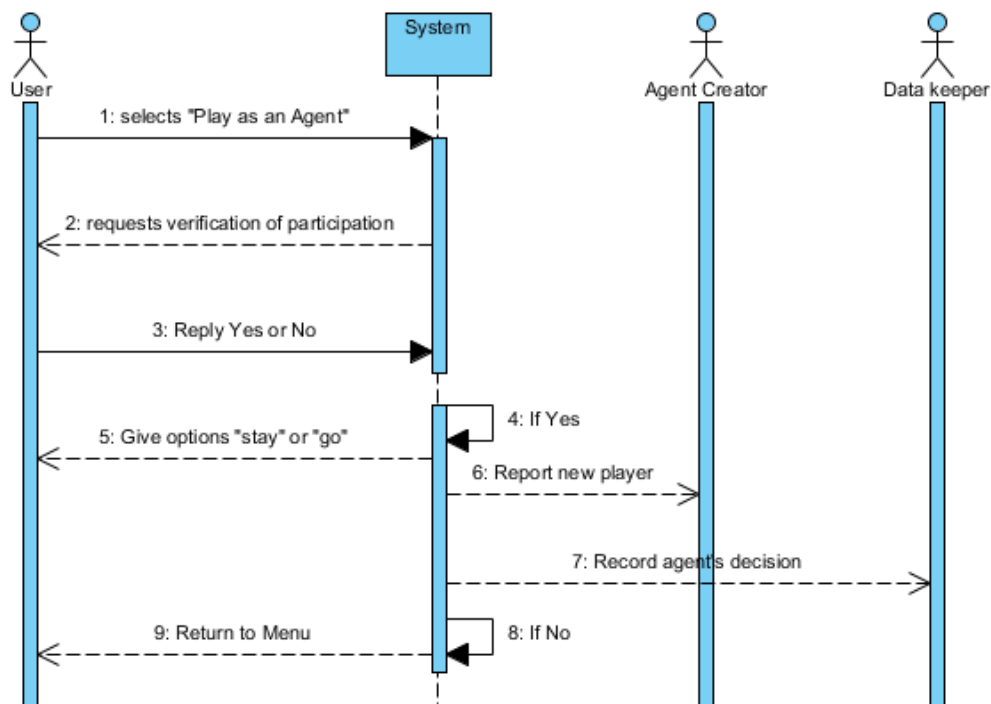 User
System
Agent Creator
Data keeper
1: selects "Play as an Agent"
2: requests verification of participation
3: Reply Yes or No
4: If Yes
5: Give options "stay" or "go"
6: Report new player
7: Record agent's decision
8: If No
9: Return to Menu